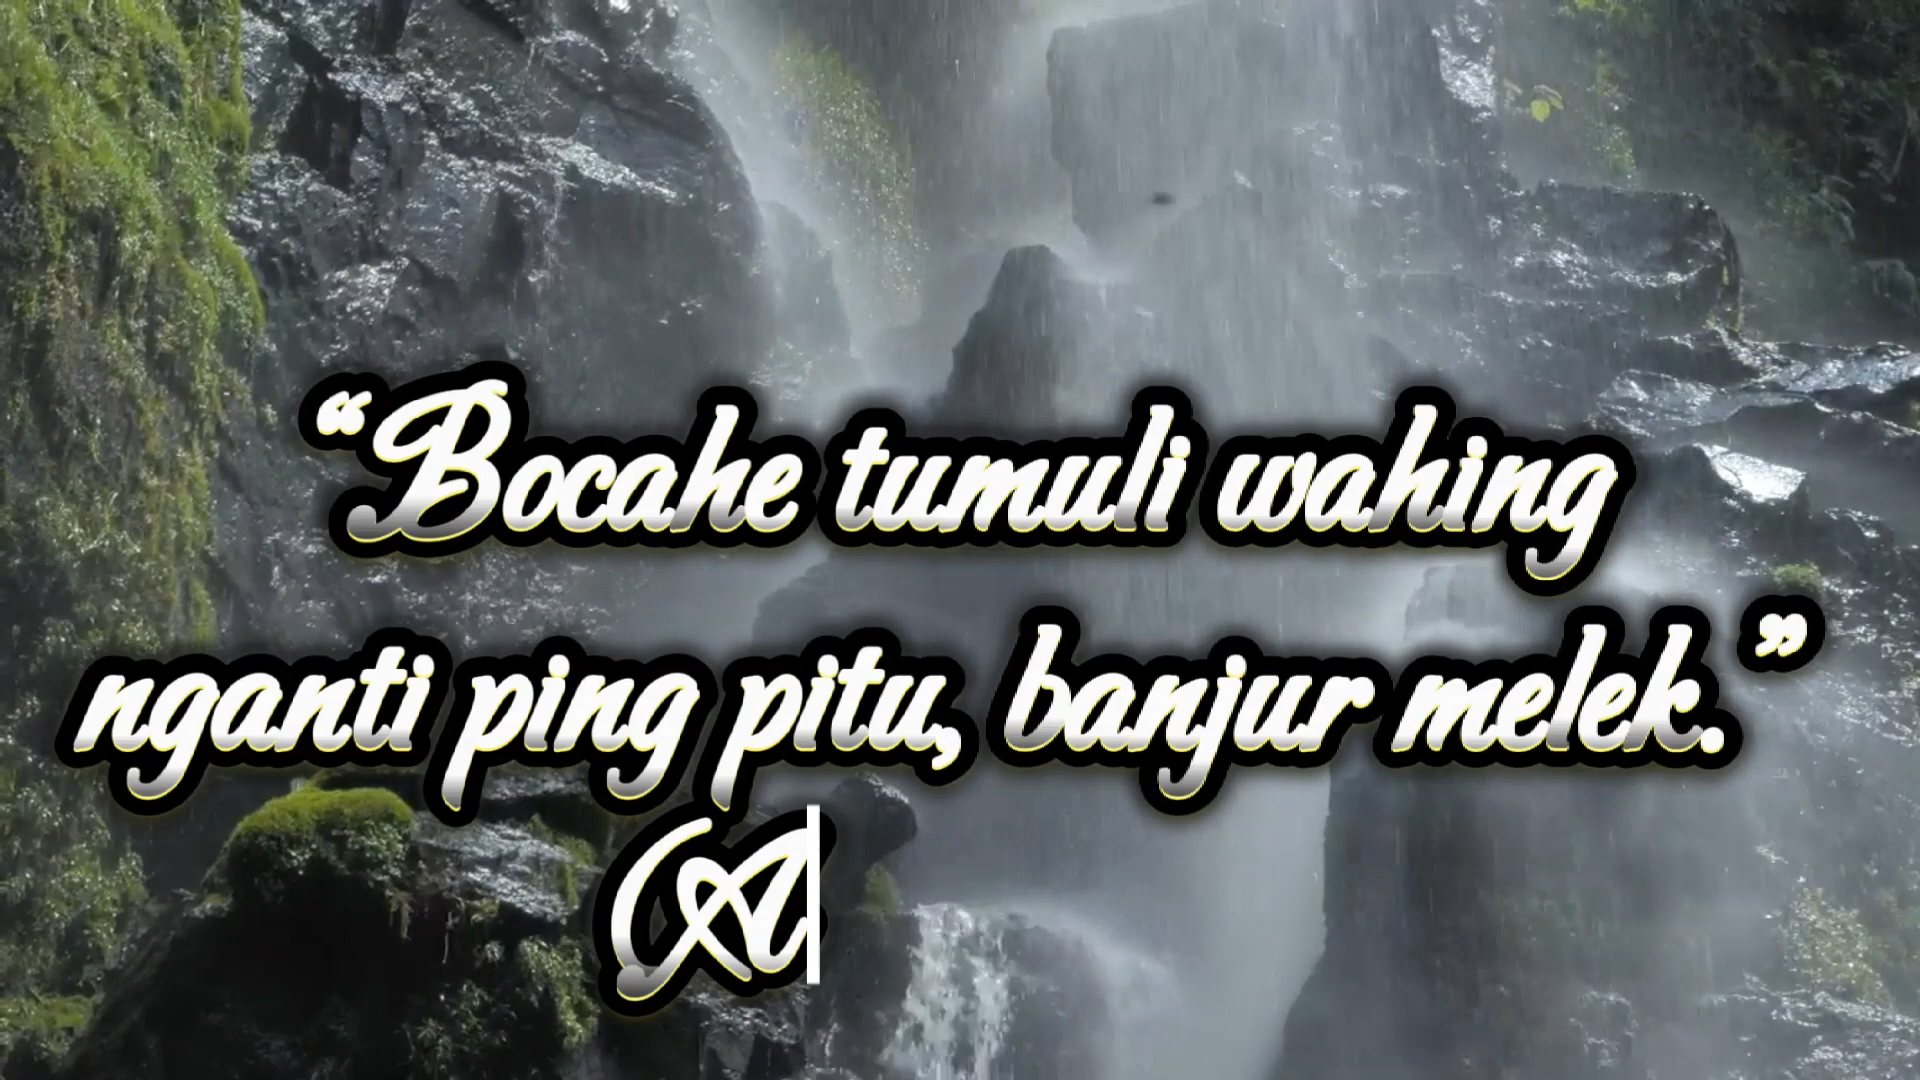 “Bocahe tumuli wahing
nganti ping pitu, banjur melek.”
A